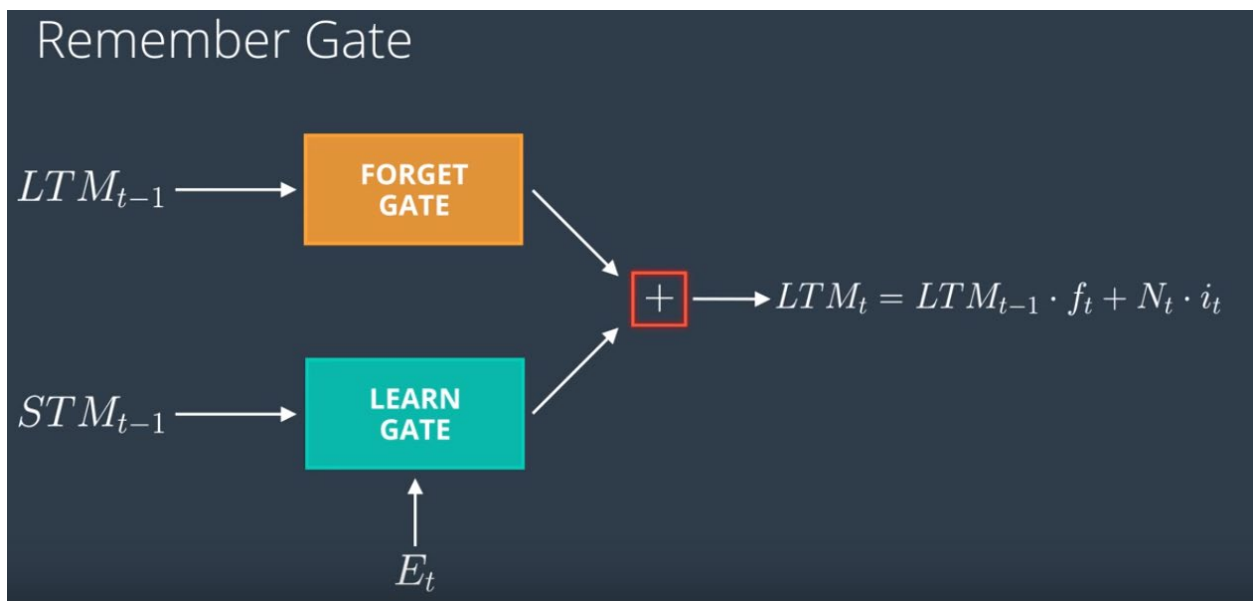 Remember Gate
LTM_{t-1}
FORGET
GATE
+
LTM_t = LTM_{t-1} · f_t + N_t · i_t
STM_{t-1}
LEARN
GATE
E_t